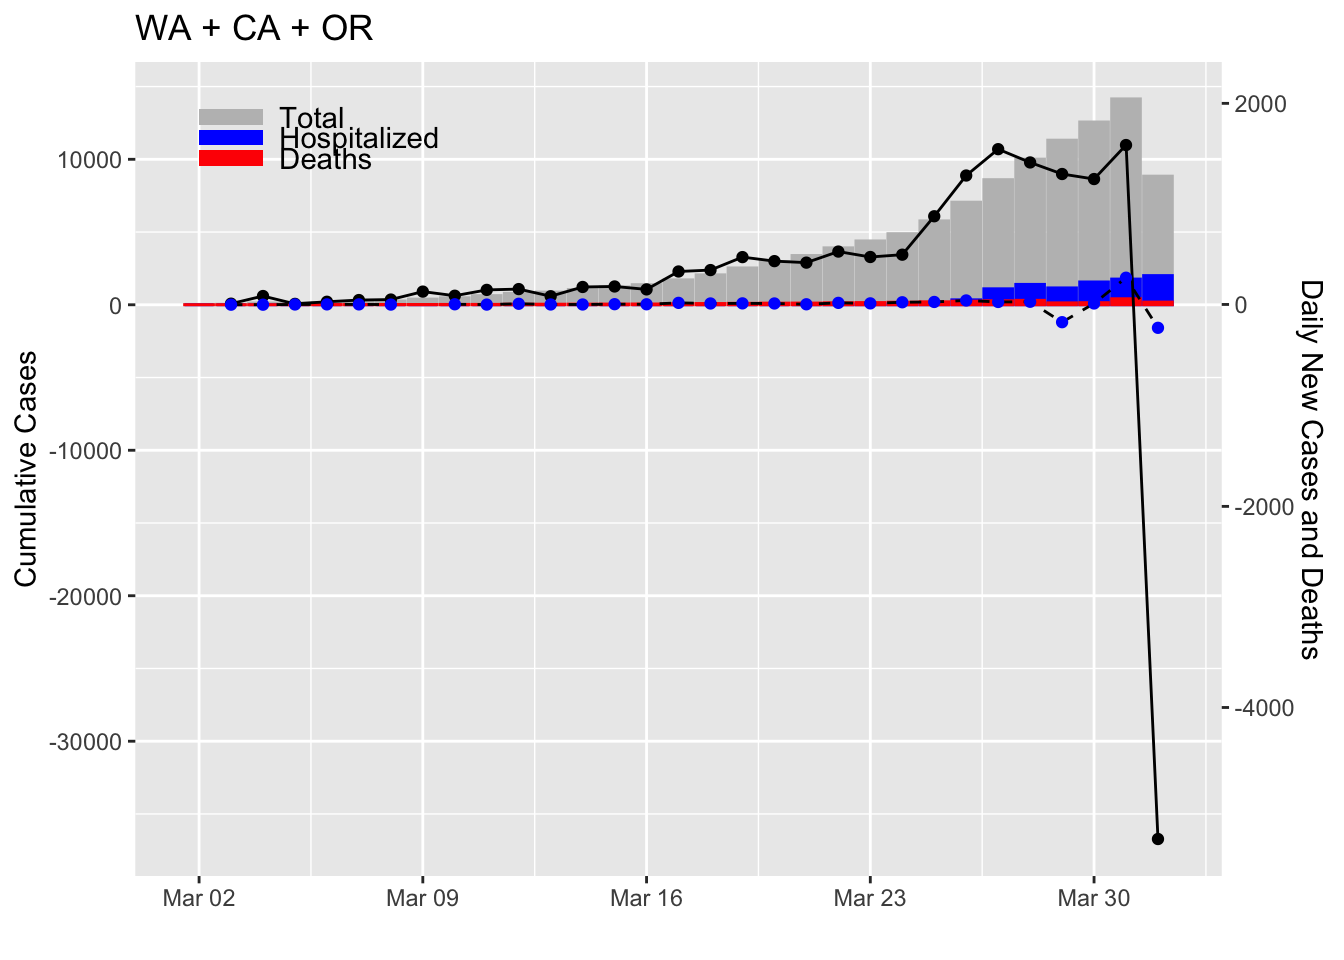 WA + CA + OR
Total
Hospitalized
Deaths
10000
0
-10000
-20000
-30000
Cumulative Cases
2000
0
-2000
-4000
Daily New Cases and Deaths
Mar 02
Mar 09
Mar 16
Mar 23
Mar 30